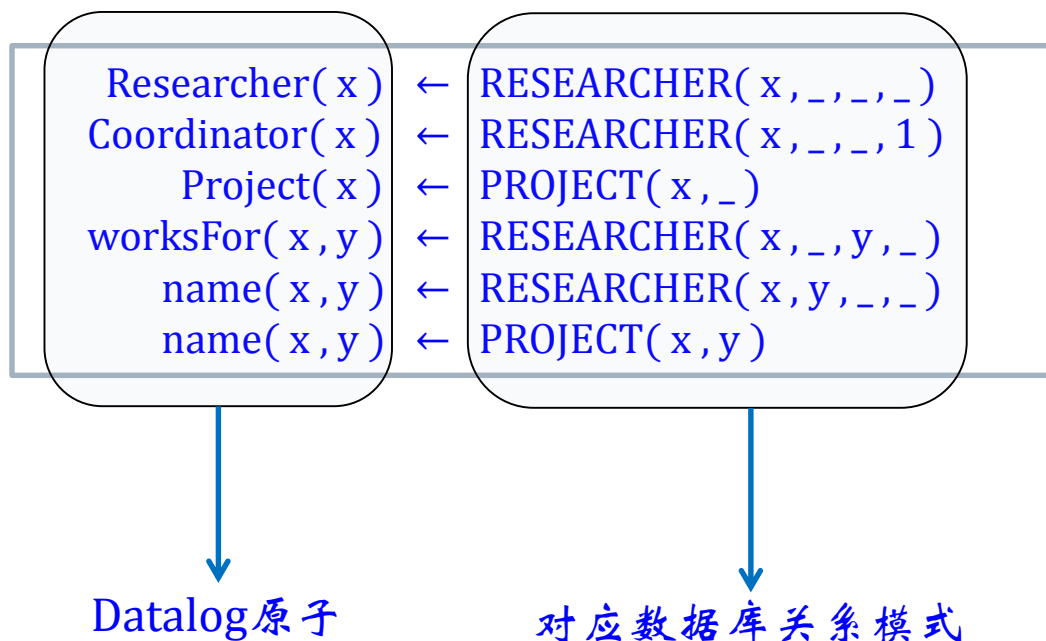 Researcher( x ) ← RESEARCHER( x , _ , _ , _ )
Coordinator( x ) ← RESEARCHER( x , _ , _ , 1 )
Project( x ) ← PROJECT( x , _ )
worksFor( x , y ) ← RESEARCHER( x , _ , y , _ )
name( x , y ) ← RESEARCHER( x , y , _ , _ )
name( x , y ) ← PROJECT( x , y )
Datalog原子 对应数据库关系模式